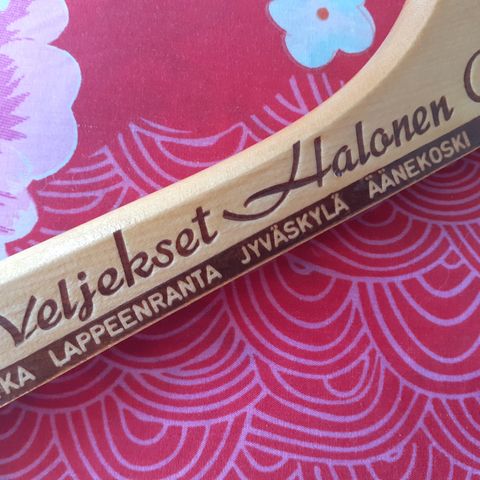 Veljekset Halonen
LAPPEENRANTA JYVÄSKYLÄ ÄÄNEKOSKI